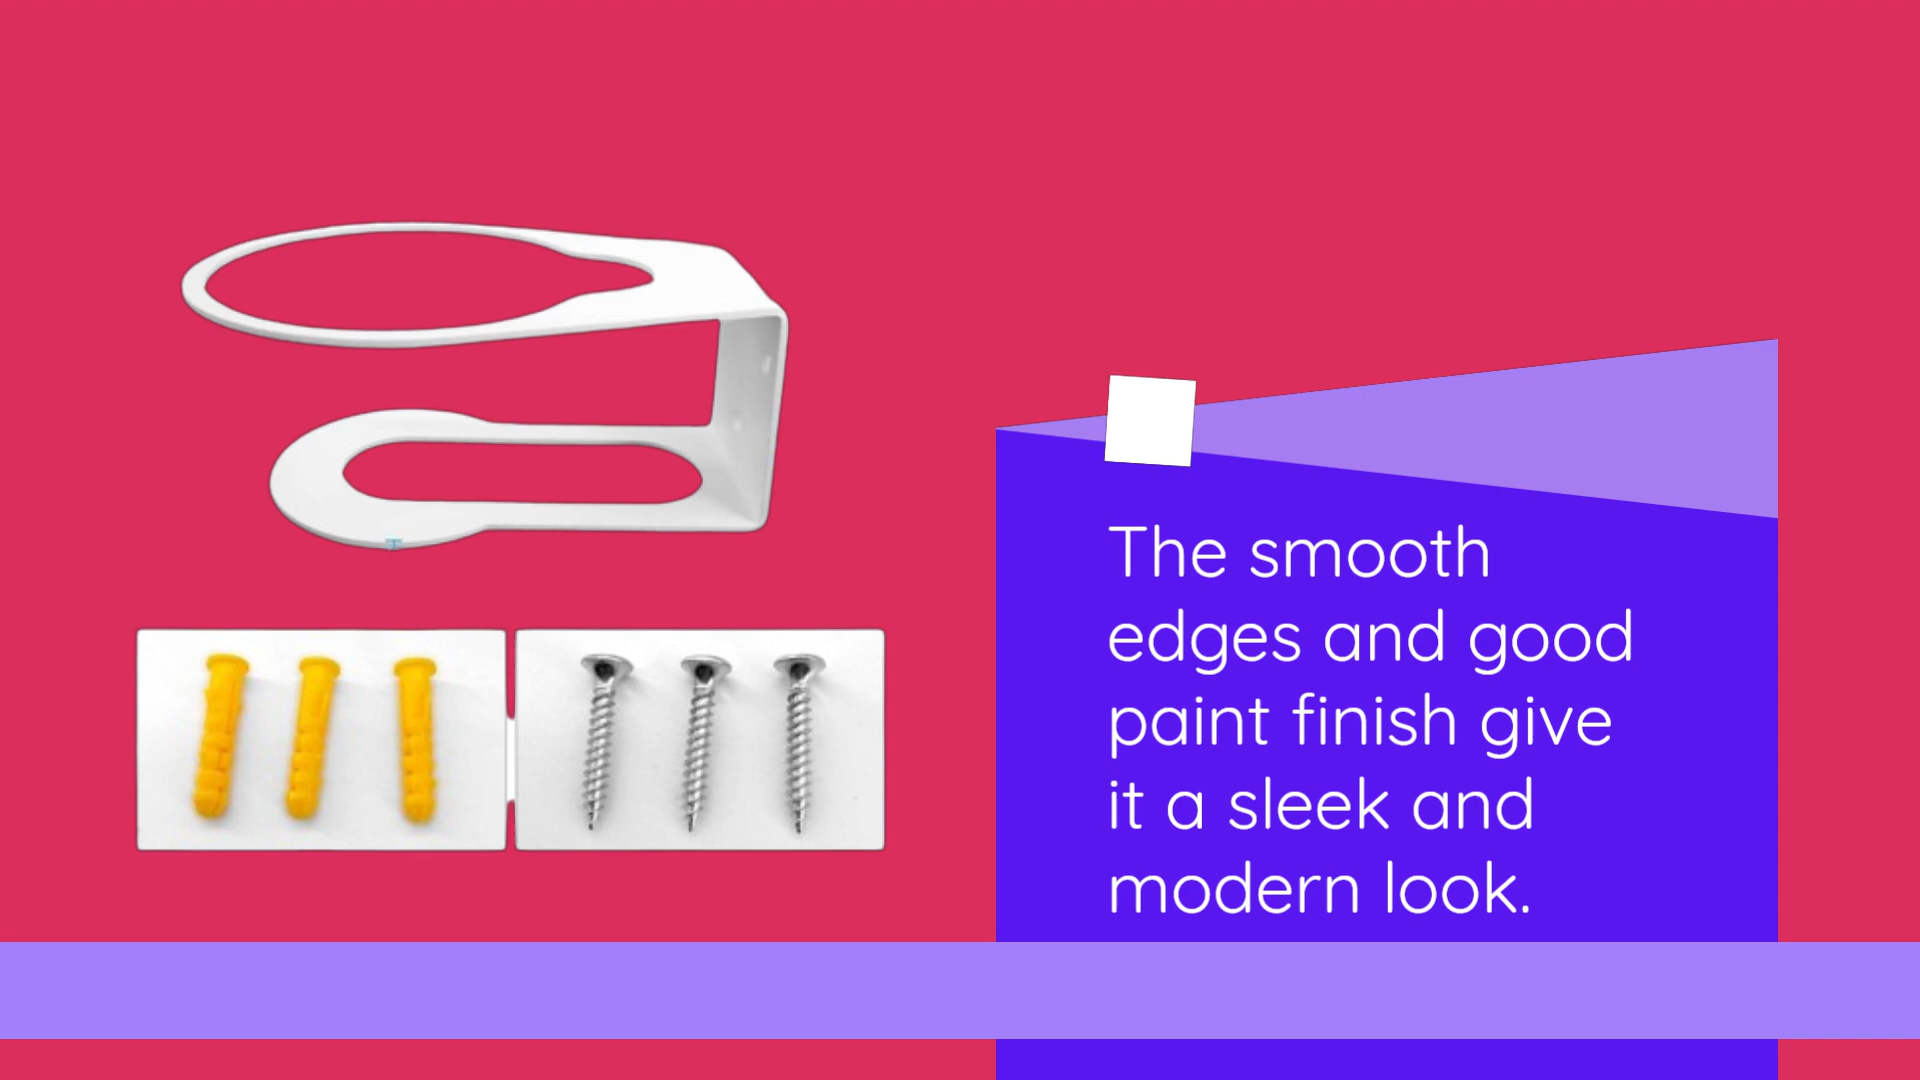 The smooth
edges and good
paint finish give
it a sleek and
modern look.